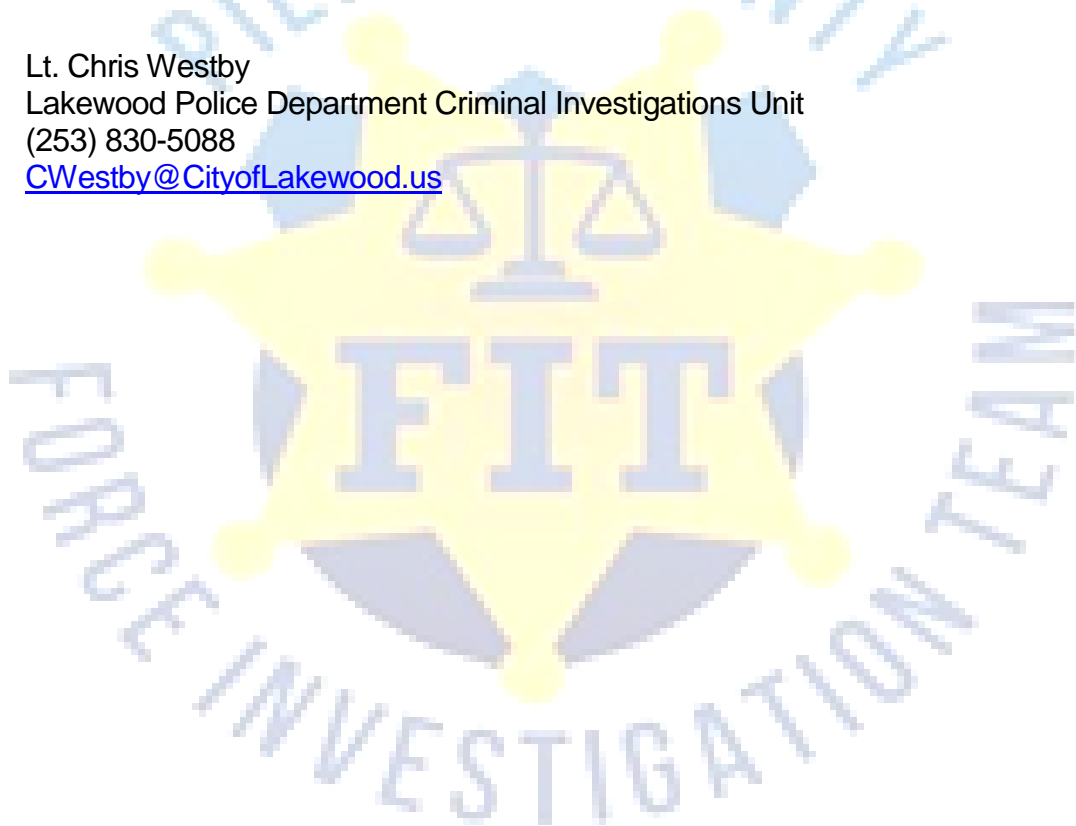 Lt. Chris Westby
Lakewood Police Department Criminal Investigations Unit
(253) 830-5088
CWestby@CityofLakewood.us
FIT
FORCE INVESTIGATION TEAM